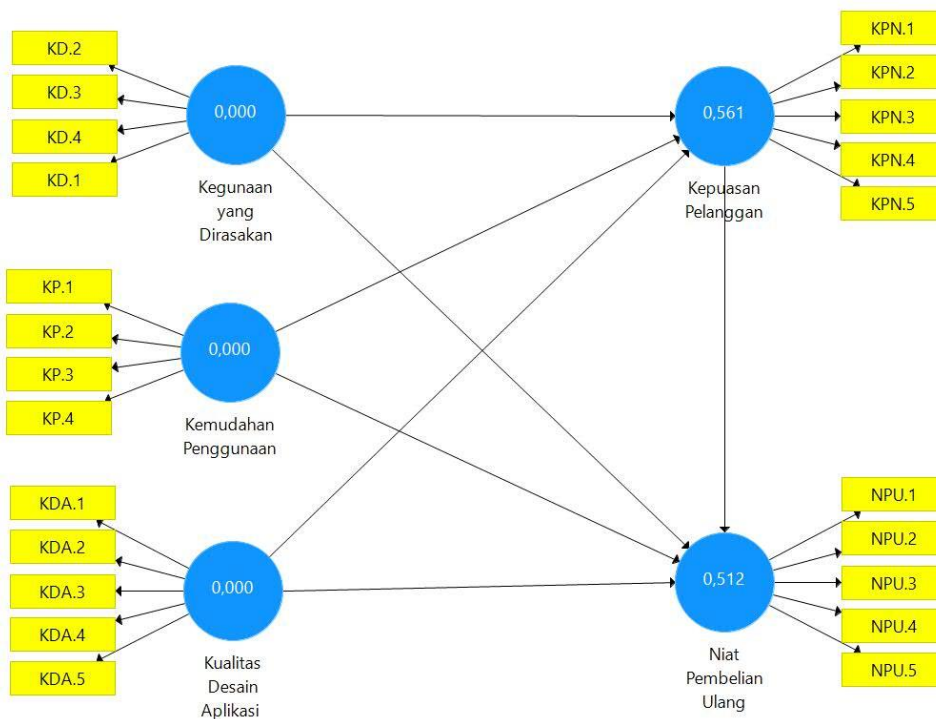 KD.2
KD.3
KD.4
KD.1
0,000
Kegunaan
yang
Dirasakan
KPN.1
KPN.2
KPN.3
KPN.4
KPN.5
0,561
Kepuasan
Pelanggan
KP.1
KP.2
KP.3
KP.4
0,000
Kemudahan
Penggunaan
KDA.1
KDA.2
KDA.3
KDA.4
KDA.5
0,000
Kualitas
Desain
Aplikasi
NPU.1
NPU.2
NPU.3
NPU.4
NPU.5
0,512
Niat
Pembelian
Ulang